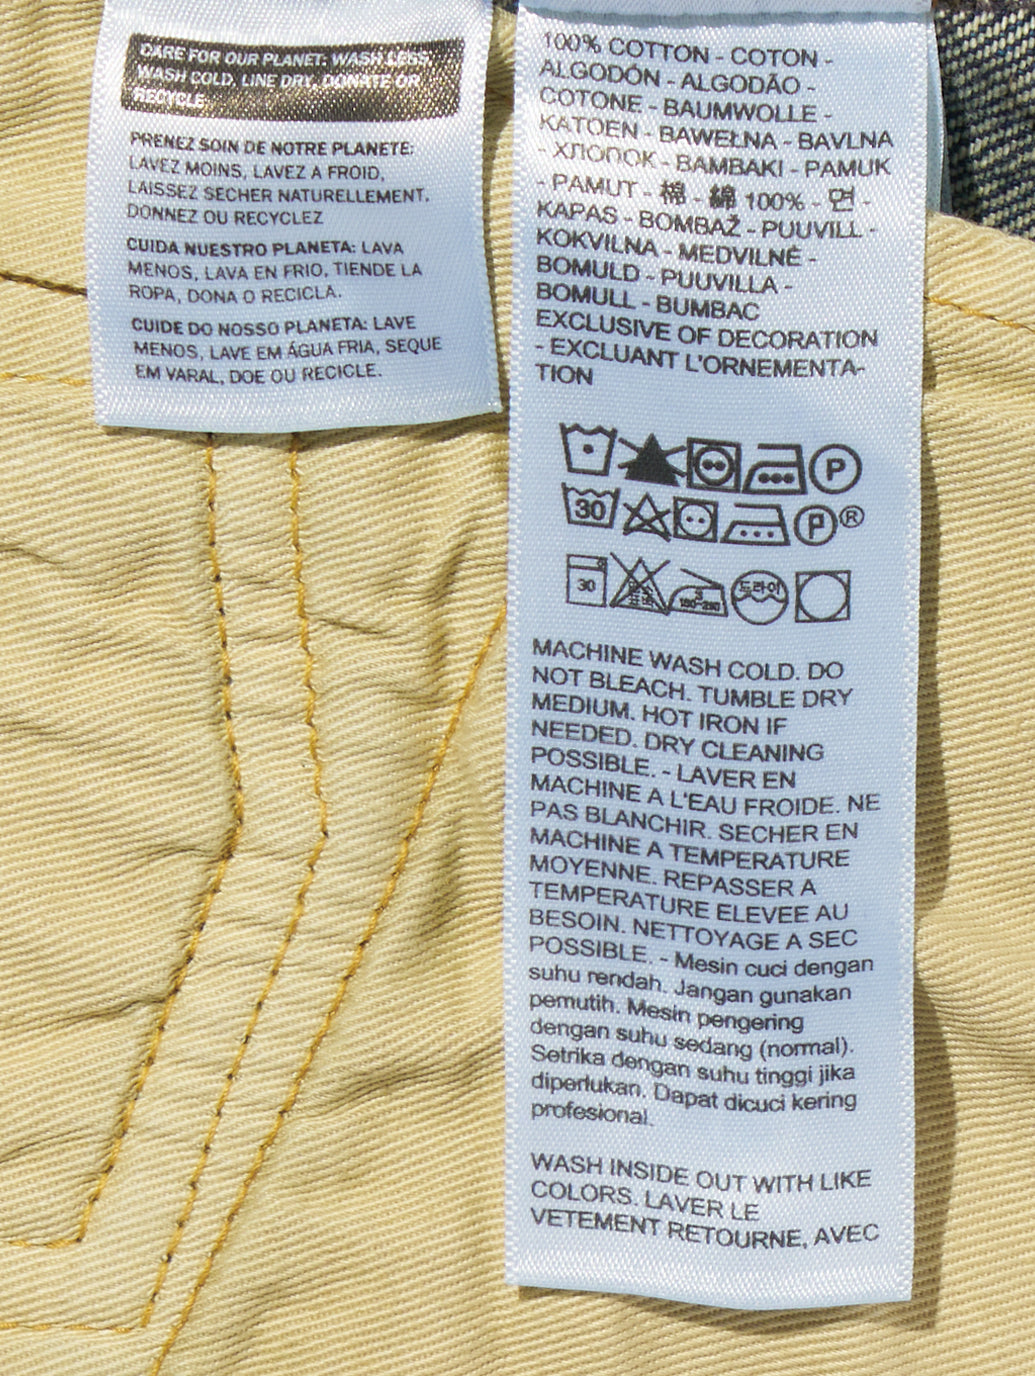 CARE FOR OUR PLANET: WASH LESS,
WASH COLD, LINE DRY, DONATE OR
RECYCLE
PRENEZ SOIN DE NOTRE PLANETE:
LAVEZ MOINS, LAVEZ A FROID,
LAISSEZ SECHER NATURELLEMENT,
DONNEZ OU RECYCLEZ
CUIDA NUESTRO PLANETA: LAVA
MENOS, LAVA EN FRIO, TIENDE LA
ROPA, DONA O RECICLA.
CUIDE DO NOSSO PLANETA: LAVE
MENOS, LAVE EM ÁGUA FRIA, SEQUE
EM VARAL, DOE OU RECICLE.
100% COTTON - COTON -
ALGODÓN - ALGODÃO -
COTONE - BAUMWOLLE -
KATOEN - BAWEŁNA - BAVLNA
- ХЛОПОК - BAMBAKI - PAMUK
- PAMUT - 棉 - 綿 100% - 면 -
KAPAS - BOMBAŽ - PUUVILL -
KOKVILNA - MEDVILNĖ -
BOMULD - PUUVILLA -
BOMULL - BUMBAC
EXCLUSIVE OF DECORATION
- EXCLUANT L'ORNEMENTA-
TION
P
30 P ®
30 드라이
MACHINE WASH COLD. DO
NOT BLEACH. TUMBLE DRY
MEDIUM. HOT IRON IF
NEEDED. DRY CLEANING
POSSIBLE. - LAVER EN
MACHINE A L'EAU FROIDE. NE
PAS BLANCHIR. SECHER EN
MACHINE A TEMPERATURE
MOYENNE. REPASSER A
TEMPERATURE ELEVEE AU
BESOIN. NETTOYAGE A SEC
POSSIBLE. - Mesin cuci dengan
suhu rendah. Jangan gunakan
pemutih. Mesin pengering
dengan suhu sedang (normal).
Setrika dengan suhu tinggi jika
diperlukan. Dapat dicuci kering
profesional.
WASH INSIDE OUT WITH LIKE
COLORS. LAVER LE
VETEMENT RETOURNE, AVEC